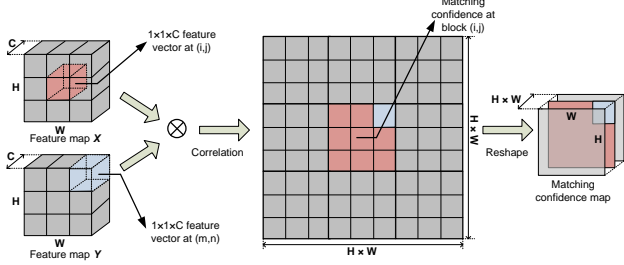 Matching
confidence at
block (i,j)
C
1×1×C feature
vector at (i,j)
H
W
Feature map X
C
H
W
Feature map Y
1×1×C feature
vector at (m,n)
Correlation
H × W
H × W
Reshape
H × W
W
H
Matching
confidence map